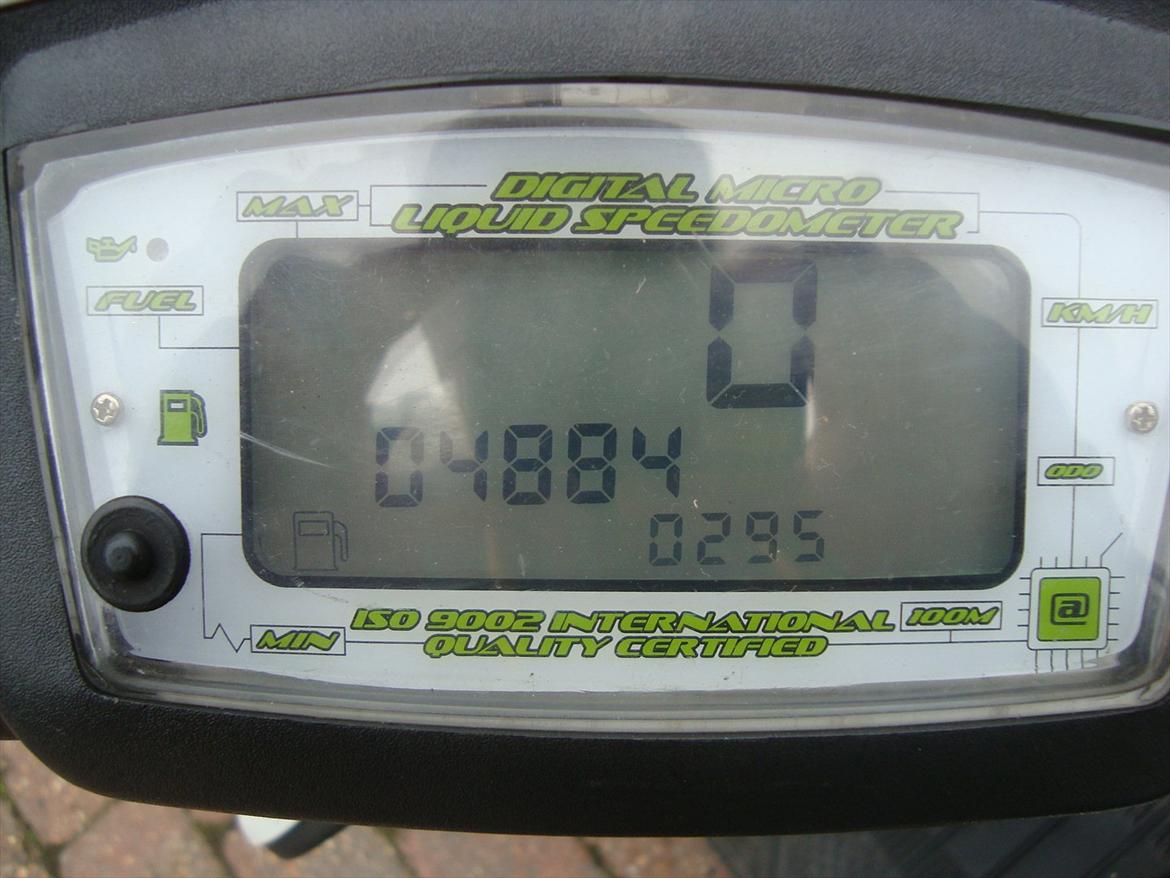 DIGITAL MICRO
LIQUID SPEEDOMETER
MAX
FUEL
KM/H
0
04884
ODO
0295
ISO 9002 INTERNATIONAL
QUALITY CERTIFIED
100M
MIN
@